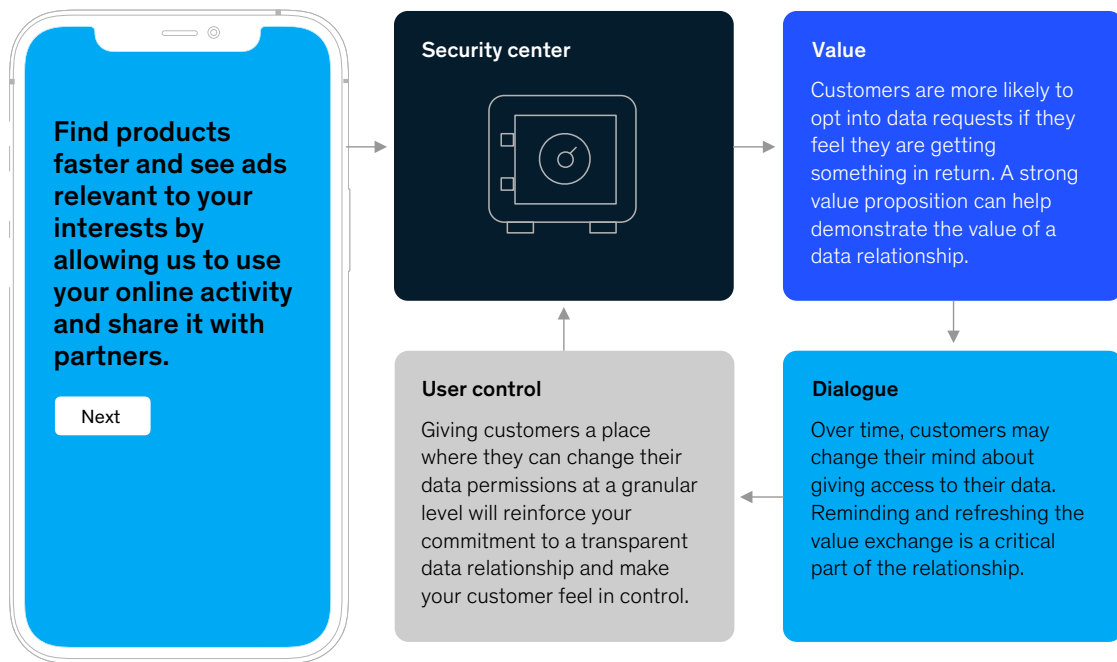 Find products
faster and see ads
relevant to your
interests by
allowing us to use
your online activity
and share it with
partners.
Next
Security center
Value
Customers are more likely to
opt into data requests if they
feel they are getting
something in return. A strong
value proposition can help
demonstrate the value of a
data relationship.
Dialogue
Over time, customers may
change their mind about
giving access to their data.
Reminding and refreshing the
value exchange is a critical
part of the relationship.
User control
Giving customers a place
where they can change their
data permissions at a granular
level will reinforce your
commitment to a transparent
data relationship and make
your customer feel in control.